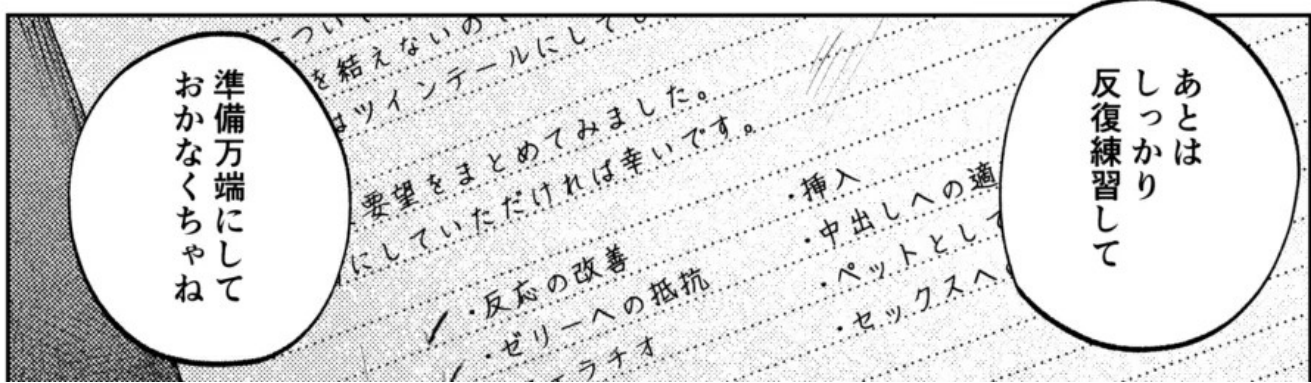 あとは
しっかり
反復練習して
準備万端にして
おかなくちゃね
につい
を結えないの
はツインテールにして
要望をまとめてみました。
にしていただければ幸いです。
・反応の改善
・ゼリーへの抵抗
ェラチオ
・挿入
・中出しへの適
・ペットとして
・セックスへの